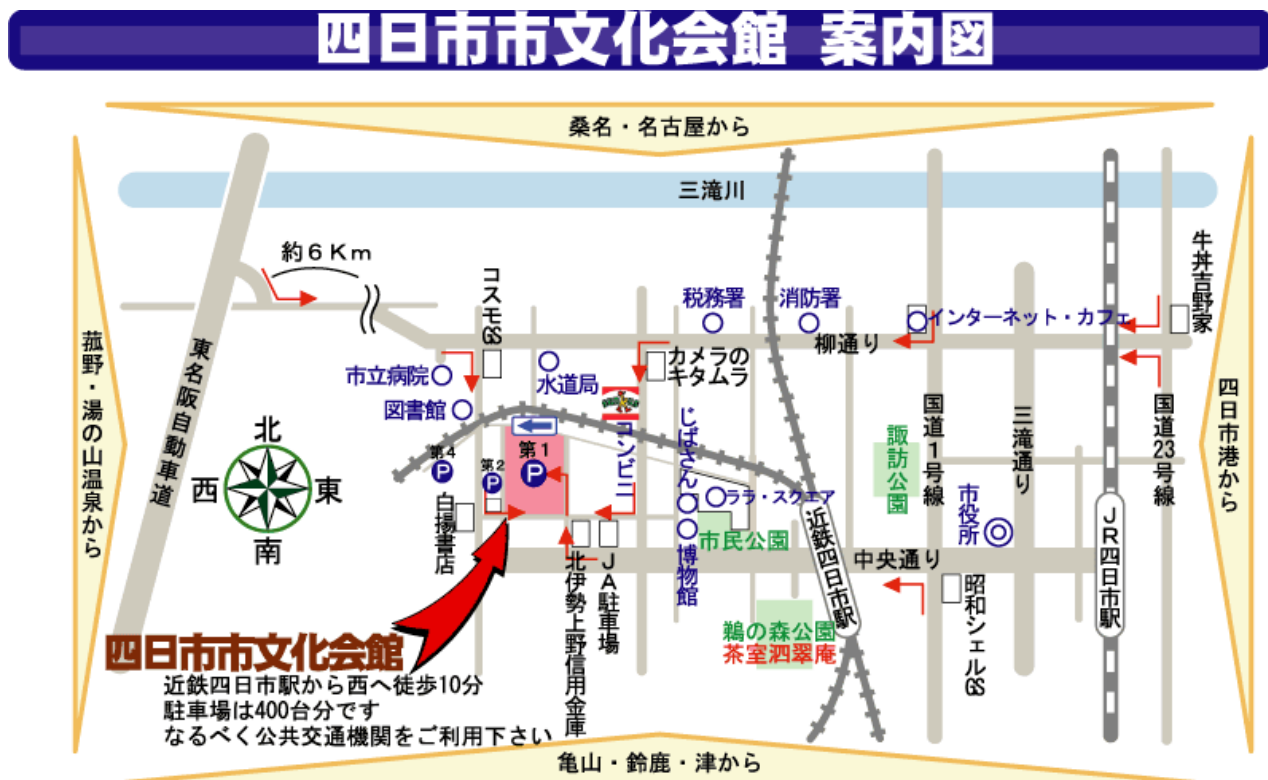 四日市市文化会館 案内図
桑名・名古屋から
三滝川
約6Km
コスモGS
税務署
消防署
インターネット・カフェ
牛丼吉野家
柳通り
カメラの
キタムラ
市立病院
水道局
図書館
コンビニ
じばさん
東名阪自動車道
菰野・湯の山温泉から
四日市港から
国道1号線
三滝通り
国道23号線
諏訪公園
北
西
東
南
第4
P
第2
P
第1
P
ララ・スクエア
白揚書店
市役所
市民公園
博物館
近鉄四日市駅
中央通り
JR四日市駅
北伊勢上野信用金庫
JA駐車場
昭和シェルGS
鵜の森公園
茶室泗翠庵
四日市市文化会館
近鉄四日市駅から西へ徒歩10分
駐車場は400台分です
なるべく公共交通機関をご利用下さい
亀山・鈴鹿・津から